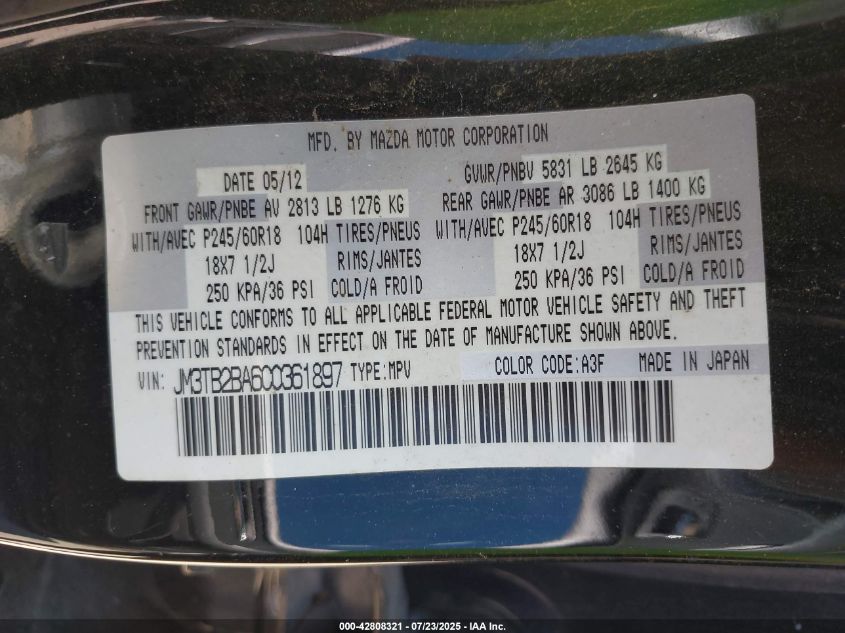 MFD. BY MAZDA MOTOR CORPORATION
DATE 05/12 GVWR/PNBV 5831 LB 2645 KG
FRONT GAWR/PNBE AV 2813 LB 1276 KG REAR GAWR/PNBE AR 3086 LB 1400 KG
WITH/AVEC P245/60R18 104H TIRES/PNEUS WITH/AVEC P245/60R18 104H TIRES/PNEUS
18X7 1/2J RIMS/JANTES 18X7 1/2J RIMS/JANTES
250 KPA/36 PSI COLD/A FROID 250 KPA/36 PSI COLD/A FROID
THIS VEHICLE CONFORMS TO ALL APPLICABLE FEDERAL MOTOR VEHICLE SAFETY AND THEFT
PREVENTION STANDARDS IN EFFECT ON THE DATE OF MANUFACTURE SHOWN ABOVE.
VIN: JM3TB2BA6C0361897 TYPE:MPV COLOR CODE:A3F MADE IN JAPAN
000-42808321 - 07/23/2025 - IAA Inc.